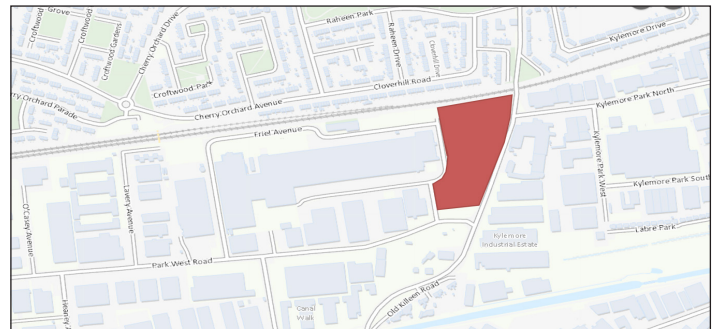 Grove
Croftwood
Croftwood Gardens
Cherry Orchard Drive
Raheen Park
Raheen Drive
Cloverhill Drive
Kylemore Drive
Croftwood Park
Cloverhill Road
Cherry Orchard Parade
Cherry Orchard Avenue
Friel Avenue
Kylemore Park North
Kylemore Park West
Kylemore Park South
Lavery Avenue
O'Casey Avenue
Labre Park
Kylemore
Industrial Estate
Park West Road
Old Killeen Road
Canal
Walk